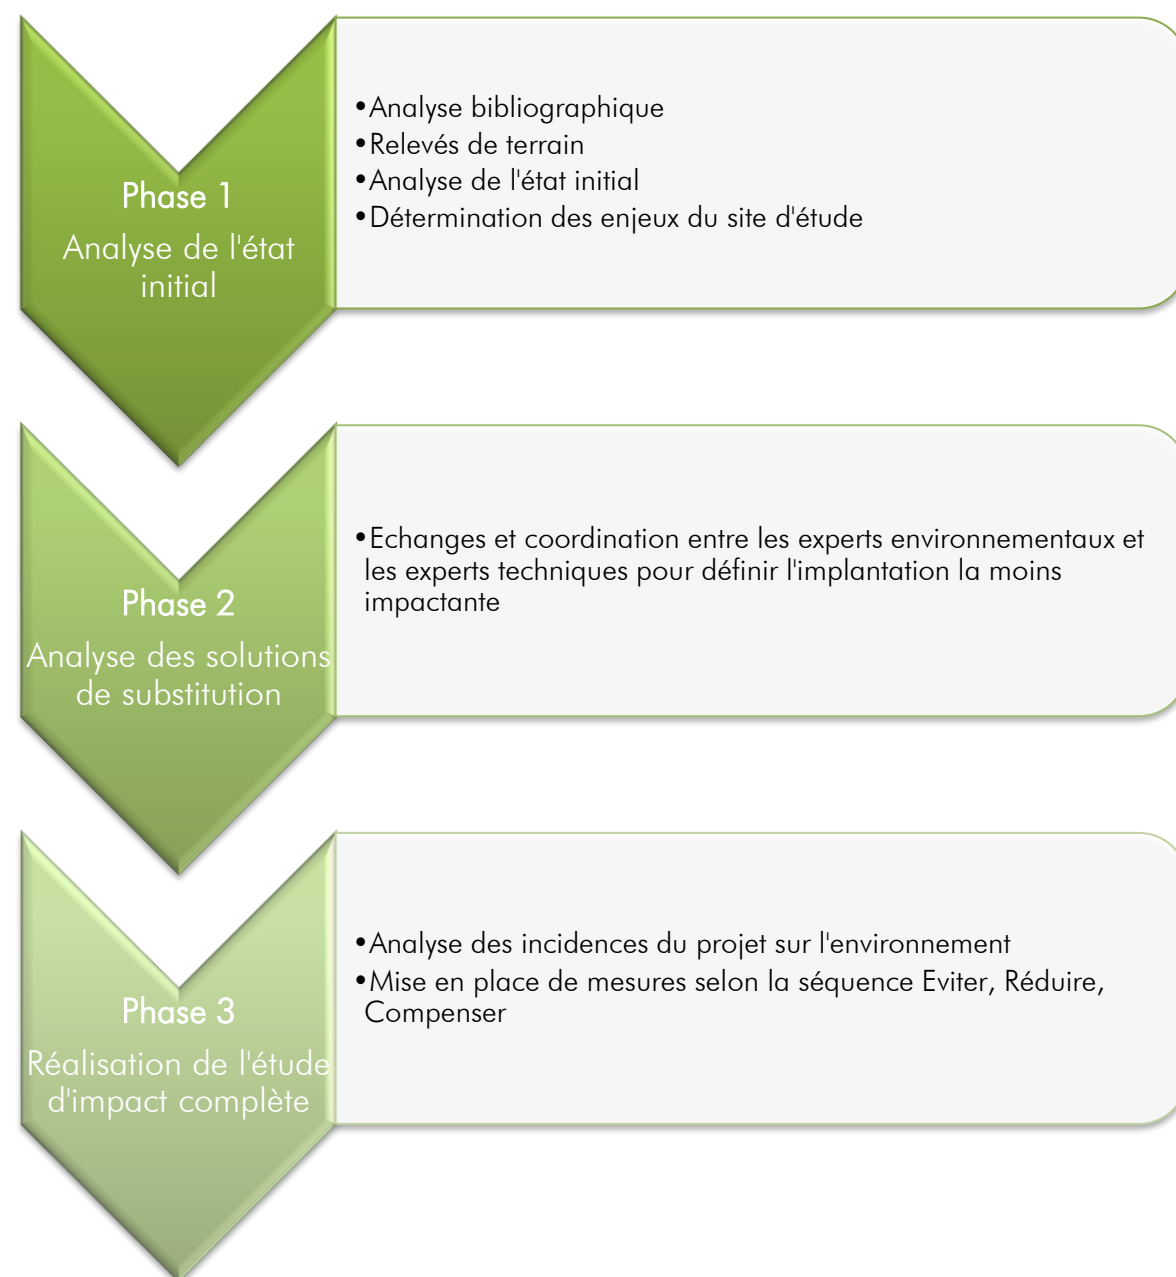 Phase 1
Analyse de l'état
initial
•Analyse bibliographique
•Relevés de terrain
•Analyse de l'état initial
•Détermination des enjeux du site d'étude
Phase 2
Analyse des solutions
de substitution
•Echanges et coordination entre les experts environnementaux et
les experts techniques pour définir l'implantation la moins
impactante
Phase 3
Réalisation de l'étude
d'impact complète
•Analyse des incidences du projet sur l'environnement
•Mise en place de mesures selon la séquence Eviter, Réduire,
Compenser